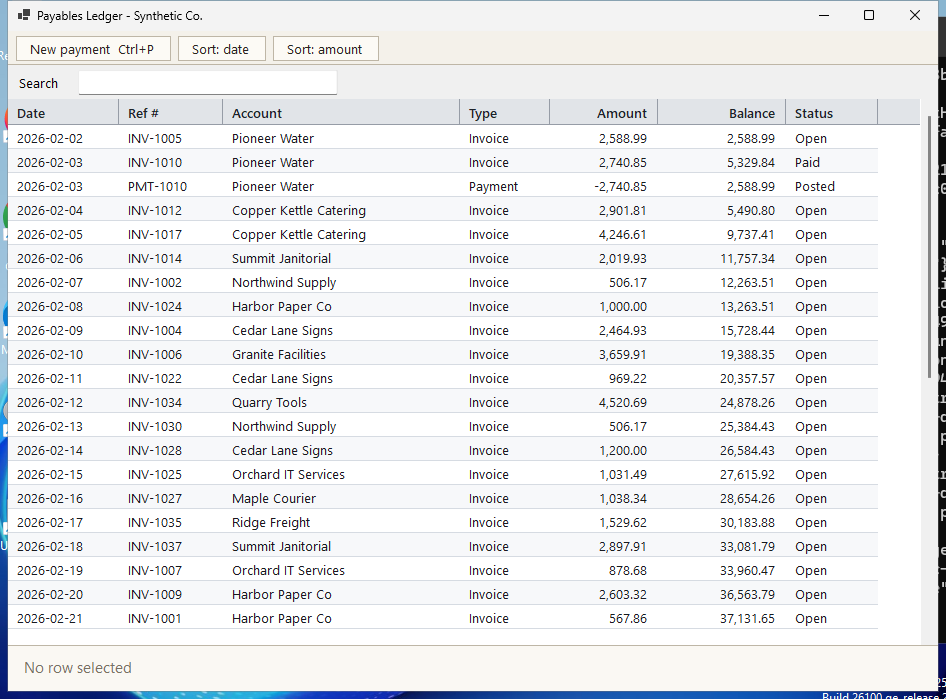 Payables Ledger - Synthetic Co.
New payment Ctrl+P Sort: date Sort: amount
Search
Date Ref # Account Type Amount Balance Status
2026-02-02 INV-1005 Pioneer Water Invoice 2,588.99 2,588.99 Open
2026-02-03 INV-1010 Pioneer Water Invoice 2,740.85 5,329.84 Paid
2026-02-03 PMT-1010 Pioneer Water Payment -2,740.85 2,588.99 Posted
2026-02-04 INV-1012 Copper Kettle Catering Invoice 2,901.81 5,490.80 Open
2026-02-05 INV-1017 Copper Kettle Catering Invoice 4,246.61 9,737.41 Open
2026-02-06 INV-1014 Summit Janitorial Invoice 2,019.93 11,757.34 Open
2026-02-07 INV-1002 Northwind Supply Invoice 506.17 12,263.51 Open
2026-02-08 INV-1024 Harbor Paper Co Invoice 1,000.00 13,263.51 Open
2026-02-09 INV-1004 Cedar Lane Signs Invoice 2,464.93 15,728.44 Open
2026-02-10 INV-1006 Granite Facilities Invoice 3,659.91 19,388.35 Open
2026-02-11 INV-1022 Cedar Lane Signs Invoice 969.22 20,357.57 Open
2026-02-12 INV-1034 Quarry Tools Invoice 4,520.69 24,878.26 Open
2026-02-13 INV-1030 Northwind Supply Invoice 506.17 25,384.43 Open
2026-02-14 INV-1028 Cedar Lane Signs Invoice 1,200.00 26,584.43 Open
2026-02-15 INV-1025 Orchard IT Services Invoice 1,031.49 27,615.92 Open
2026-02-16 INV-1027 Maple Courier Invoice 1,038.34 28,654.26 Open
2026-02-17 INV-1035 Ridge Freight Invoice 1,529.62 30,183.88 Open
2026-02-18 INV-1037 Summit Janitorial Invoice 2,897.91 33,081.79 Open
2026-02-19 INV-1007 Orchard IT Services Invoice 878.68 33,960.47 Open
2026-02-20 INV-1009 Harbor Paper Co Invoice 2,603.32 36,563.79 Open
2026-02-21 INV-1001 Harbor Paper Co Invoice 567.86 37,131.65 Open
No row selected
Build 26100.ge_release